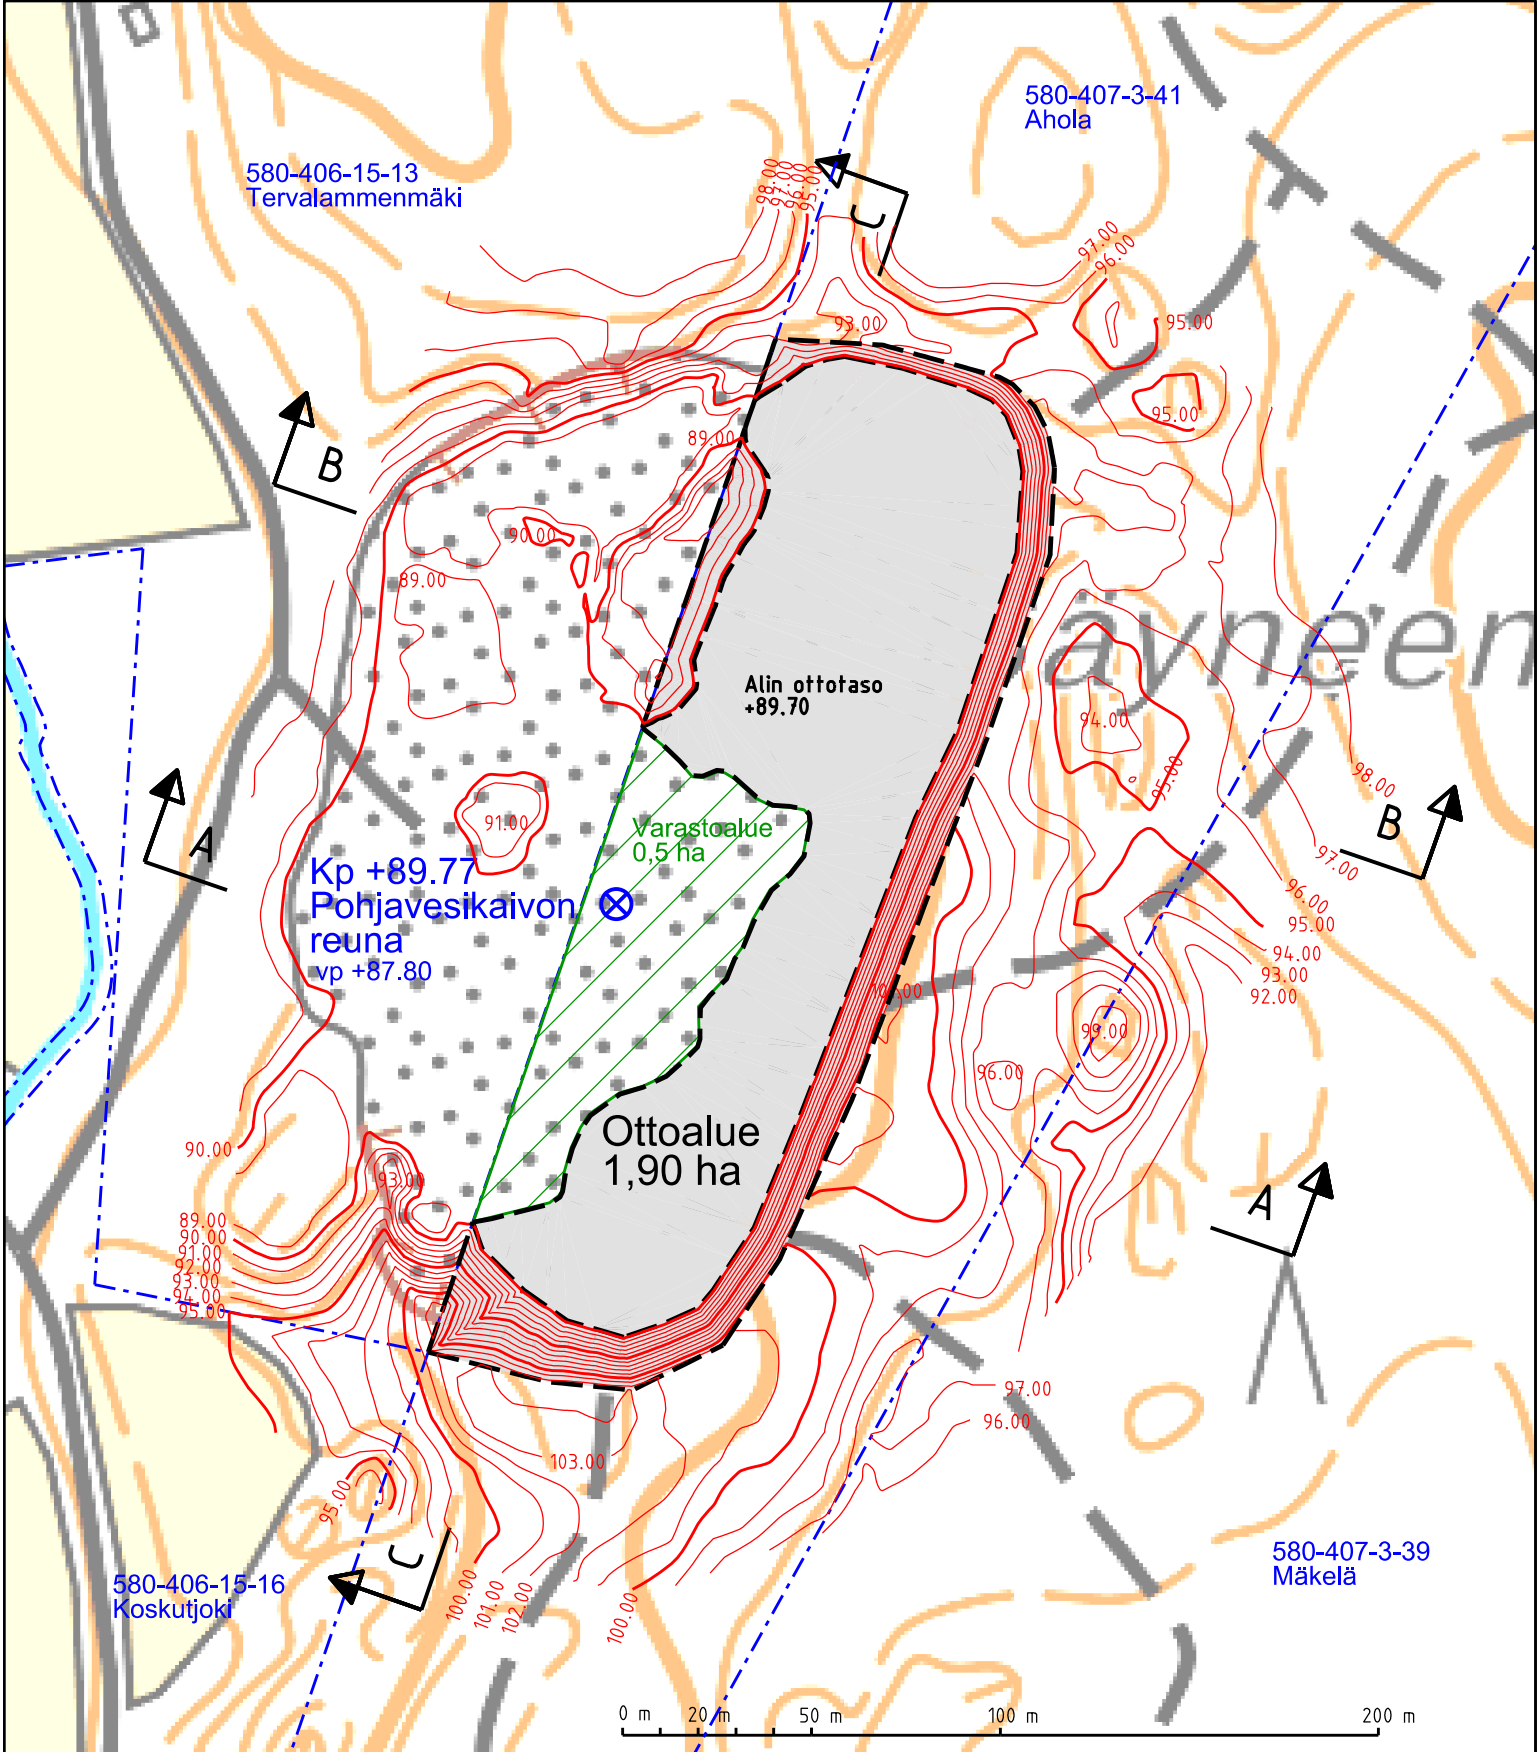 580-407-3-41
Ahola
580-406-15-13
Tervalammenmäki
98.00
97.00
96.00
95.00
C
97.00
96.00
93.00
95.00
95.00
B
89.00
90.00
89.00
äyneen
Alin ottotaso
+89.70
94.00
95.00
98.00
A
91.00
Varastoalue
0,5 ha
B
97.00
Kp +89.77
Pohjavesikaivon
reuna
vp +87.80
96.00
95.00
94.00
93.00
92.00
100.00
99.00
96.00
Ottoalue
1,90 ha
90.00
93.00
A
89.00
90.00
91.00
92.00
93.00
94.00
95.00
97.00
96.00
103.00
95.00
C
580-406-15-16
Koskutjoki
100.00
101.00
102.00
100.00
580-407-3-39
Mäkelä
0 m 20 m 50 m 100 m 200 m